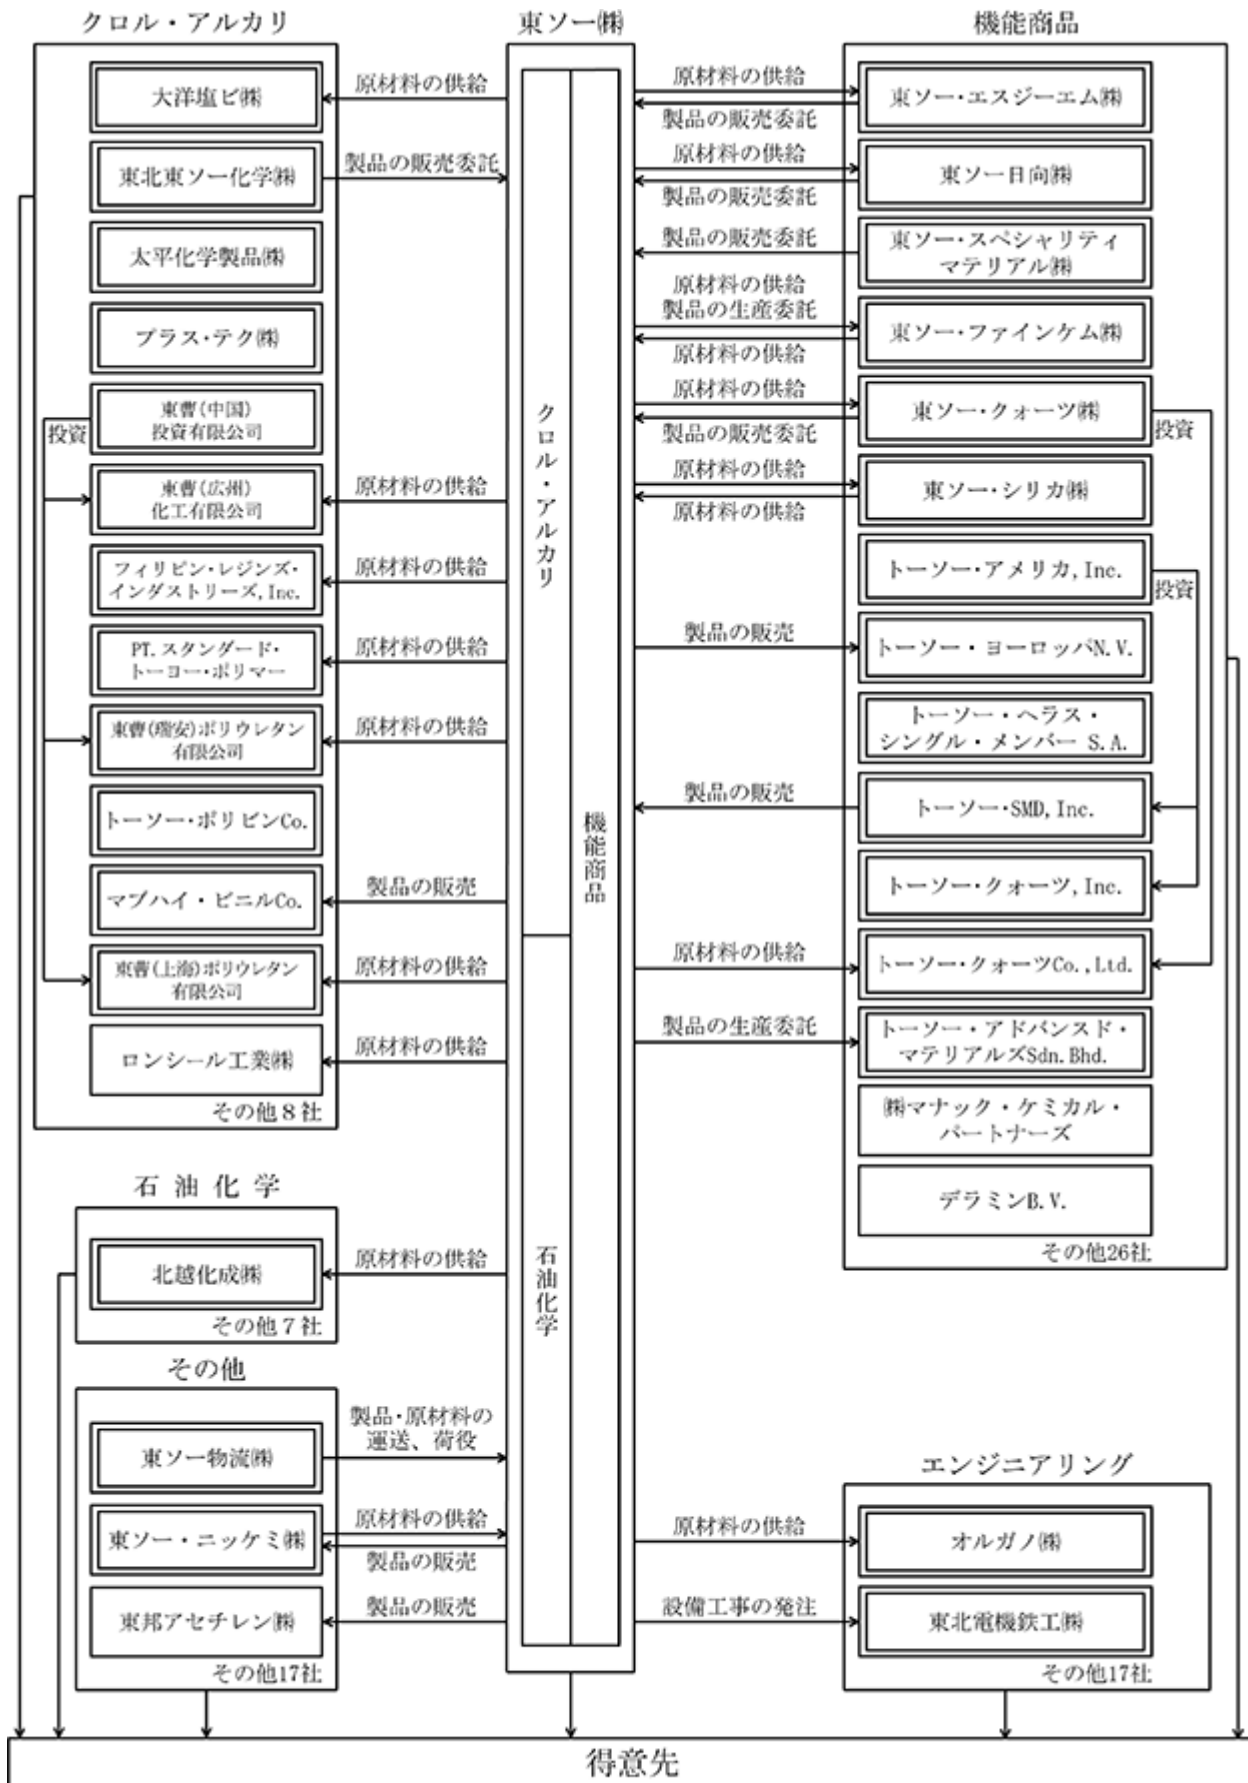 クロル・アルカリ
大洋塩ビ㈱
東北東ソー化学㈱
太平化学製品㈱
プラス・テク㈱
東曹(中国)
投資有限公司
投資
東曹(広州)
化工有限公司
フィリピン・レジンズ・
インダストリーズ,Inc.
PT.スタンダード・
トーヨー・ポリマー
東曹(瑞安)ポリウレタン
有限公司
トーソー・ポリビンCo.
マブハイ・ビニルCo.
東曹(上海)ポリウレタン
有限公司
ロンシール工業㈱
その他8社
原材料の供給
製品の販売委託
原材料の供給
原材料の供給
原材料の供給
原材料の供給
製品の販売
原材料の供給
原材料の供給
石油化学
北越化成㈱
その他7社
原材料の供給
その他
東ソー物流㈱
東ソー・ニッケミ㈱
東邦アセチレン㈱
その他17社
製品・原材料の
運送、荷役
原材料の供給
製品の販売
製品の販売
東ソー㈱
クロル・アルカリ
石油化学
機能商品
原材料の供給
製品の販売委託
原材料の供給
製品の販売委託
製品の販売委託
原材料の供給
製品の生産委託
原材料の供給
原材料の供給
製品の販売委託
原材料の供給
原材料の供給
製品の販売
製品の販売
原材料の供給
製品の生産委託
機能商品
東ソー・エスジーエム㈱
東ソー日向㈱
東ソー・スペシャリティ
マテリアル㈱
東ソー・ファインケム㈱
東ソー・クォーツ㈱
投資
東ソー・シリカ㈱
トーソー・アメリカ,Inc.
投資
トーソー・ヨーロッパN.V.
トーソー・ヘラス・
シングル・メンバー S.A.
トーソー・SMD,Inc.
トーソー・クォーツ,Inc.
トーソー・クォーツCo.,Ltd.
トーソー・アドバンスド・
マテリアルズSdn.Bhd.
㈱マナック・ケミカル・
パートナーズ
デラミンB.V.
その他26社
エンジニアリング
原材料の供給
オルガノ㈱
設備工事の発注
東北電機鉄工㈱
その他17社
得意先